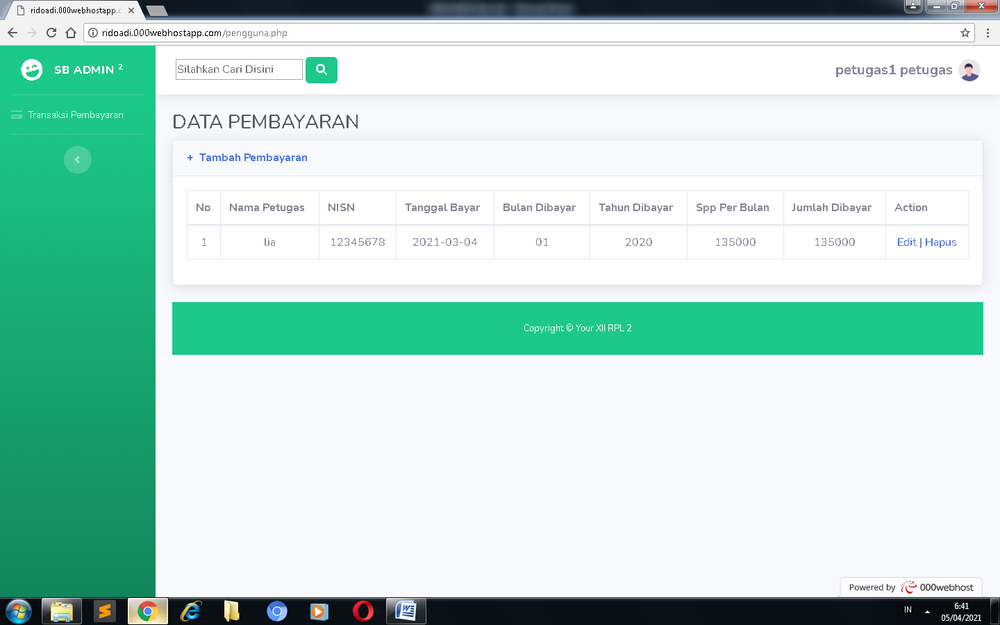 ridoadi.000webhostapp.c
ridoadi.000webhostapp.com/pengguna.php
SB ADMIN 2
Silahkan Cari Disini
petugas1 petugas
Transaksi Pembayaran
DATA PEMBAYARAN
+ Tambah Pembayaran
No Nama Petugas NISN Tanggal Bayar Bulan Dibayar Tahun Dibayar Spp Per Bulan Jumlah Dibayar Action
1 lia 12345678 2021-03-04 01 2020 135000 135000 Edit | Hapus
Copyright © Your XII RPL 2
Powered by 000webhost
IN
6:41
05/04/2021